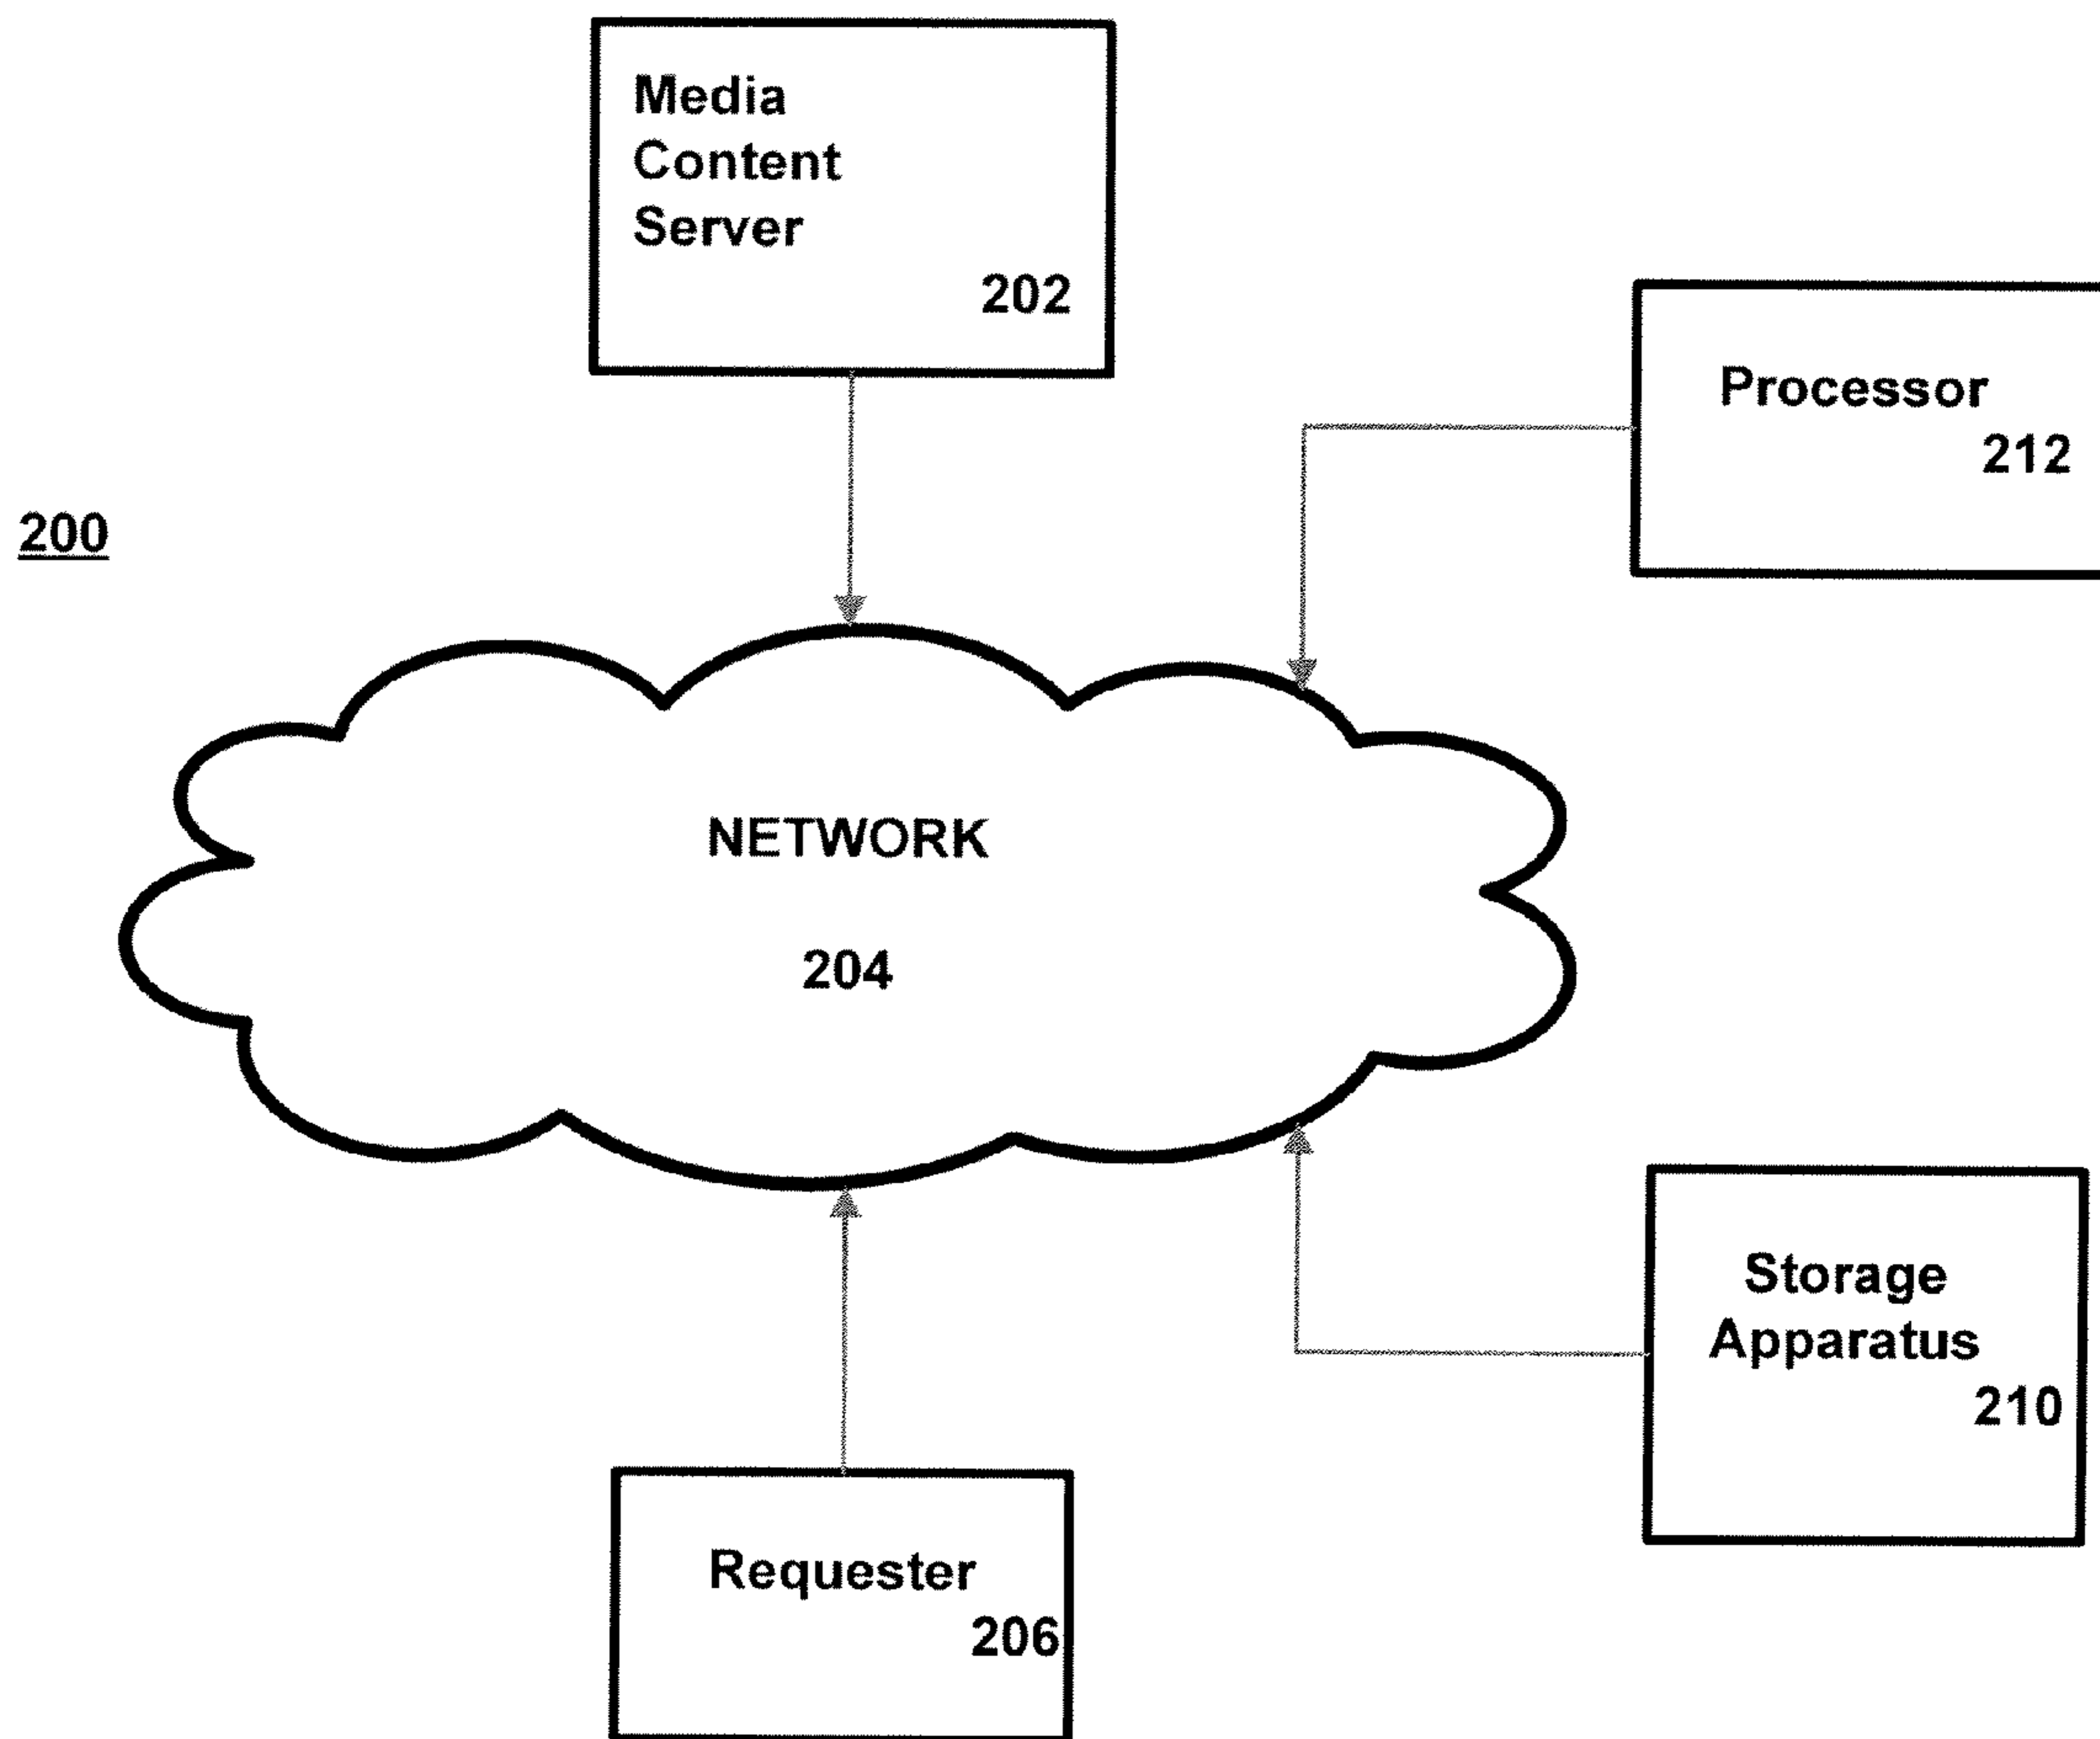 Media
Content
Server
202
Processor
212
200
NETWORK
204
Storage
Apparatus
210
Requester
206